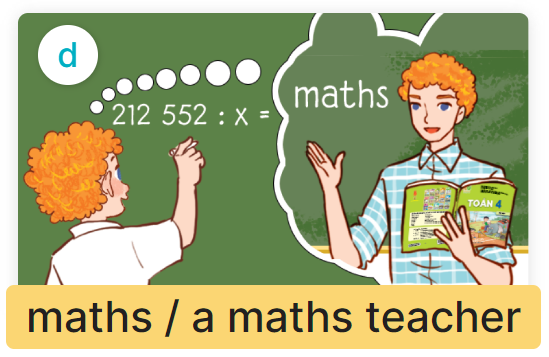 d
maths
212 552 : x =
TOAN 4
maths / a maths teacher